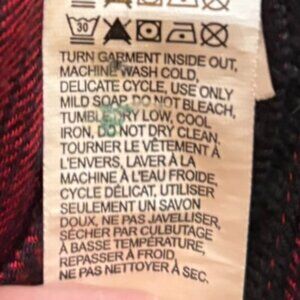 30
TURN GARMENT INSIDE OUT,
MACHINE WASH COLD,
DELICATE CYCLE, USE ONLY
MILD SOAP, DO NOT BLEACH,
TUMBLE DRY LOW, COOL
IRON, DO NOT DRY CLEAN.
TOURNER LE VÊTEMENT À
L'ENVERS, LAVER À LA
MACHINE À L'EAU FROIDE,
CYCLE DÉLICAT, UTILISER
SEULEMENT UN SAVON
DOUX, NE PAS JAVELLISER,
SÉCHER PAR CULBUTAGE
À BASSE TEMPÉRATURE,
REPASSER À FROID,
NE PAS NETTOYER À SEC.